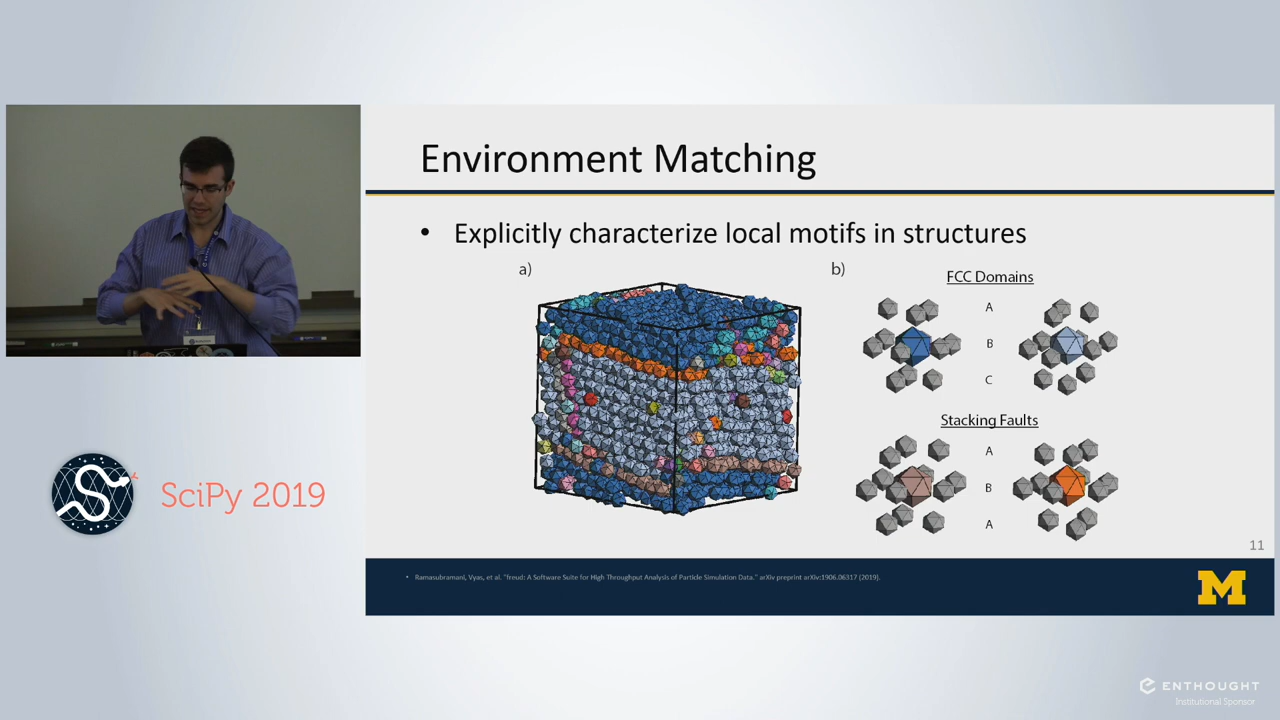 Environment Matching
• Explicitly characterize local motifs in structures
a)
b)
FCC Domains
A
B
C
Stacking Faults
A
B
A
11
• Ramasubramani, Vyas, et al. "freud: A Software Suite for High Throughput Analysis of Particle Simulation Data." arXiv preprint arXiv:1906.06317 (2019).
M
SciPy 2019
ENTHOUGHT
Institutional Sponsor